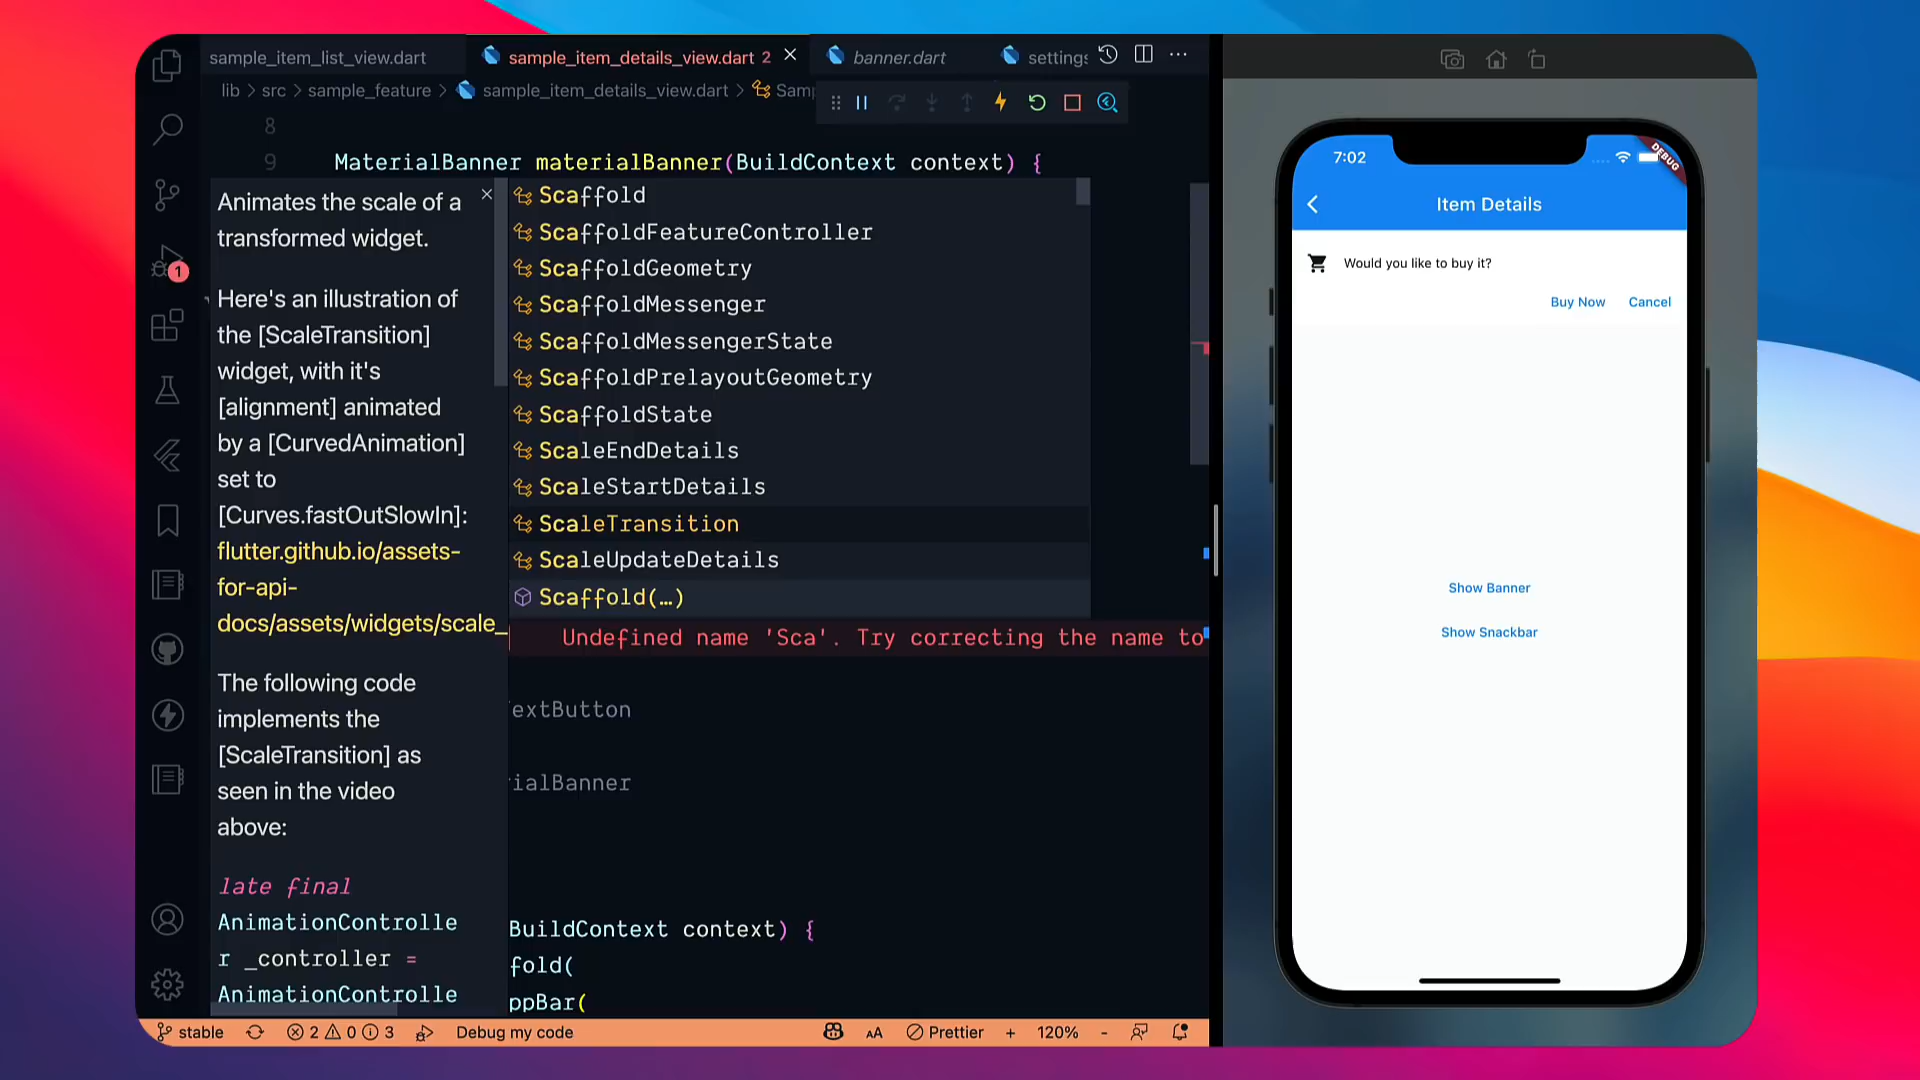 sample_item_list_view.dart
sample_item_details_view.dart 2
banner.dart
settings
lib > src > sample_feature > sample_item_details_view.dart > Sam
8
9 MaterialBanner materialBanner(BuildContext context) {
Animates the scale of a
transformed widget.
Here's an illustration of
the [ScaleTransition]
widget, with it's
[alignment] animated
by a [CurvedAnimation]
set to
[Curves.fastOutSlowIn]:
flutter.github.io/assets-
for-api-
docs/assets/widgets/scale_
The following code
implements the
[ScaleTransition] as
seen in the video
above:
late final
AnimationControlle
r _controller =
AnimationControlle
Scaffold
ScaffoldFeatureController
ScaffoldGeometry
ScaffoldMessenger
ScaffoldMessengerState
ScaffoldPrelayoutGeometry
ScaffoldState
ScaleEndDetails
ScaleStartDetails
ScaleTransition
ScaleUpdateDetails
Scaffold(…)
Undefined name 'Sca'. Try correcting the name to
extButton
ialBanner
BuildContext context) {
fold(
ppBar(
1
stable
2 0 3
Debug my code
AA
Prettier
+
120%
-
7:02
DEBUG
Item Details
Would you like to buy it?
Buy Now
Cancel
Show Banner
Show Snackbar